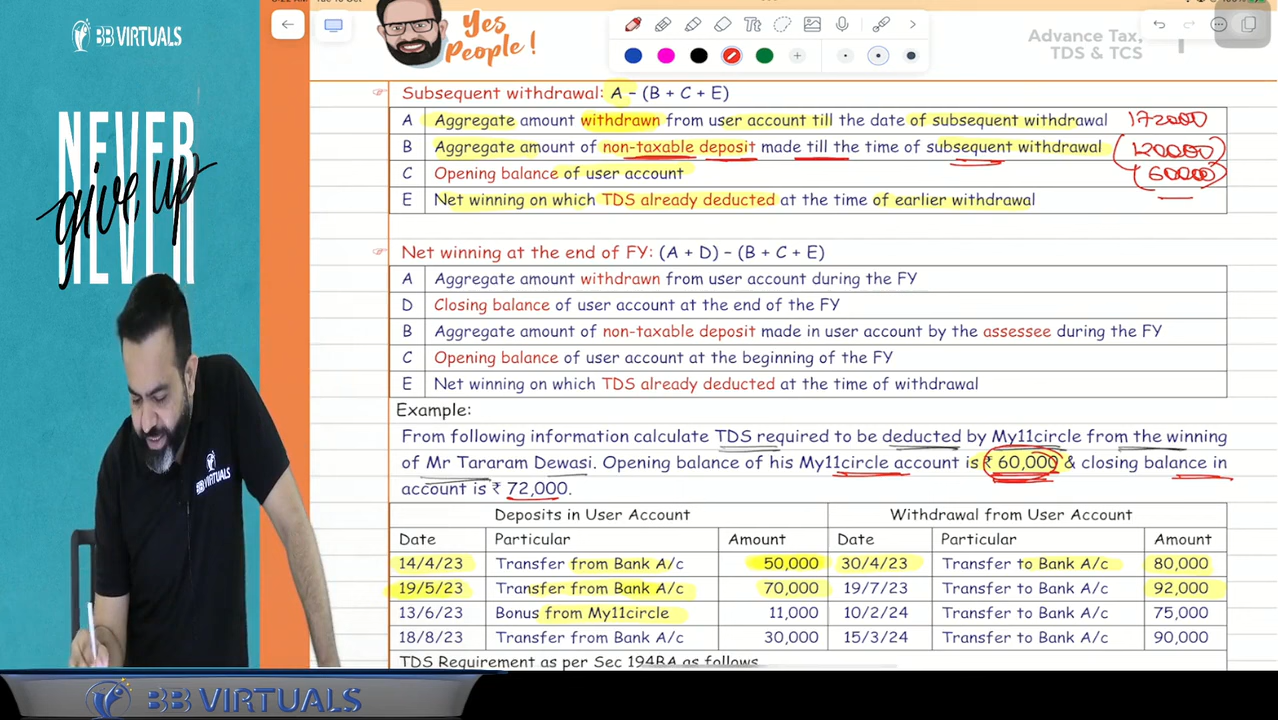 BB VIRTUALS
NEVER
give up
NEVER
BB VIRTUALS
Yes
People !
Advance Tax,
TDS & TCS
Subsequent withdrawal: A – (B + C + E)
A Aggregate amount withdrawn from user account till the date of subsequent withdrawal 172000
B Aggregate amount of non-taxable deposit made till the time of subsequent withdrawal (120000)
C Opening balance of user account (60000)
E Net winning on which TDS already deducted at the time of earlier withdrawal
Net winning at the end of FY: (A + D) – (B + C + E)
A Aggregate amount withdrawn from user account during the FY
D Closing balance of user account at the end of the FY
B Aggregate amount of non-taxable deposit made in user account by the assessee during the FY
C Opening balance of user account at the beginning of the FY
E Net winning on which TDS already deducted at the time of withdrawal
Example:
From following information calculate TDS required to be deducted by My11circle from the winning
of Mr Tararam Dewasi. Opening balance of his My11circle account is ₹ 60,000 & closing balance in
account is ₹ 72,000.
Deposits in User Account Withdrawal from User Account
Date Particular Amount Date Particular Amount
14/4/23 Transfer from Bank A/c 50,000 30/4/23 Transfer to Bank A/c 80,000
19/5/23 Transfer from Bank A/c 70,000 19/7/23 Transfer to Bank A/c 92,000
13/6/23 Bonus from My11circle 11,000 10/2/24 Transfer to Bank A/c 75,000
18/8/23 Transfer from Bank A/c 30,000 15/3/24 Transfer to Bank A/c 90,000
TDS Requirement as per Sec 194BA as follows
BB VIRTUALS